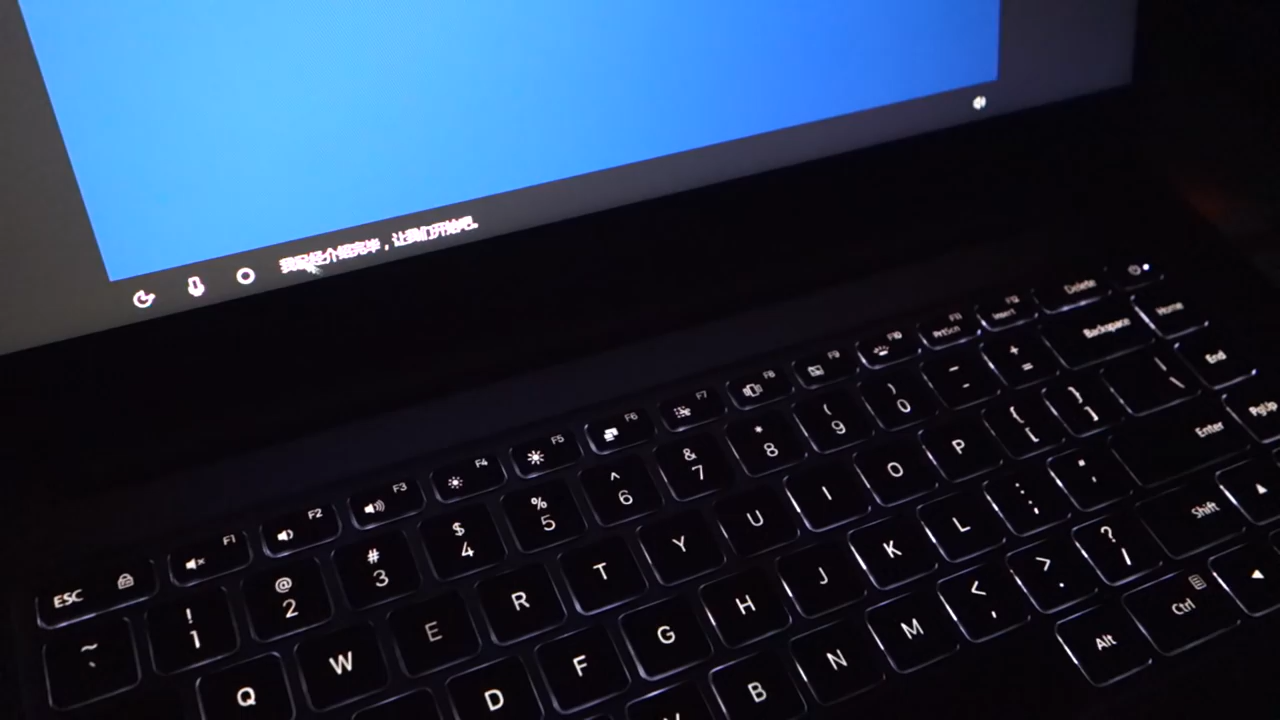 我已经介绍完毕，让我们开始吧。
ESC F1 F2 F3 F4 F5 F6 F7 F8 F9 F10 F11 PrtScn F12 Insert Delete
~ ` ! 1 @ 2 # 3 $ 4 % 5 ^ 6 & 7 * 8 ( 9 ) 0 _ - + = Backspace Home
Q W E R T Y U I O P { [ } ] | \ End
D F G H J K L : ; " ' Enter PgUp
B N M < , > . ? / Shift
Alt Ctrl